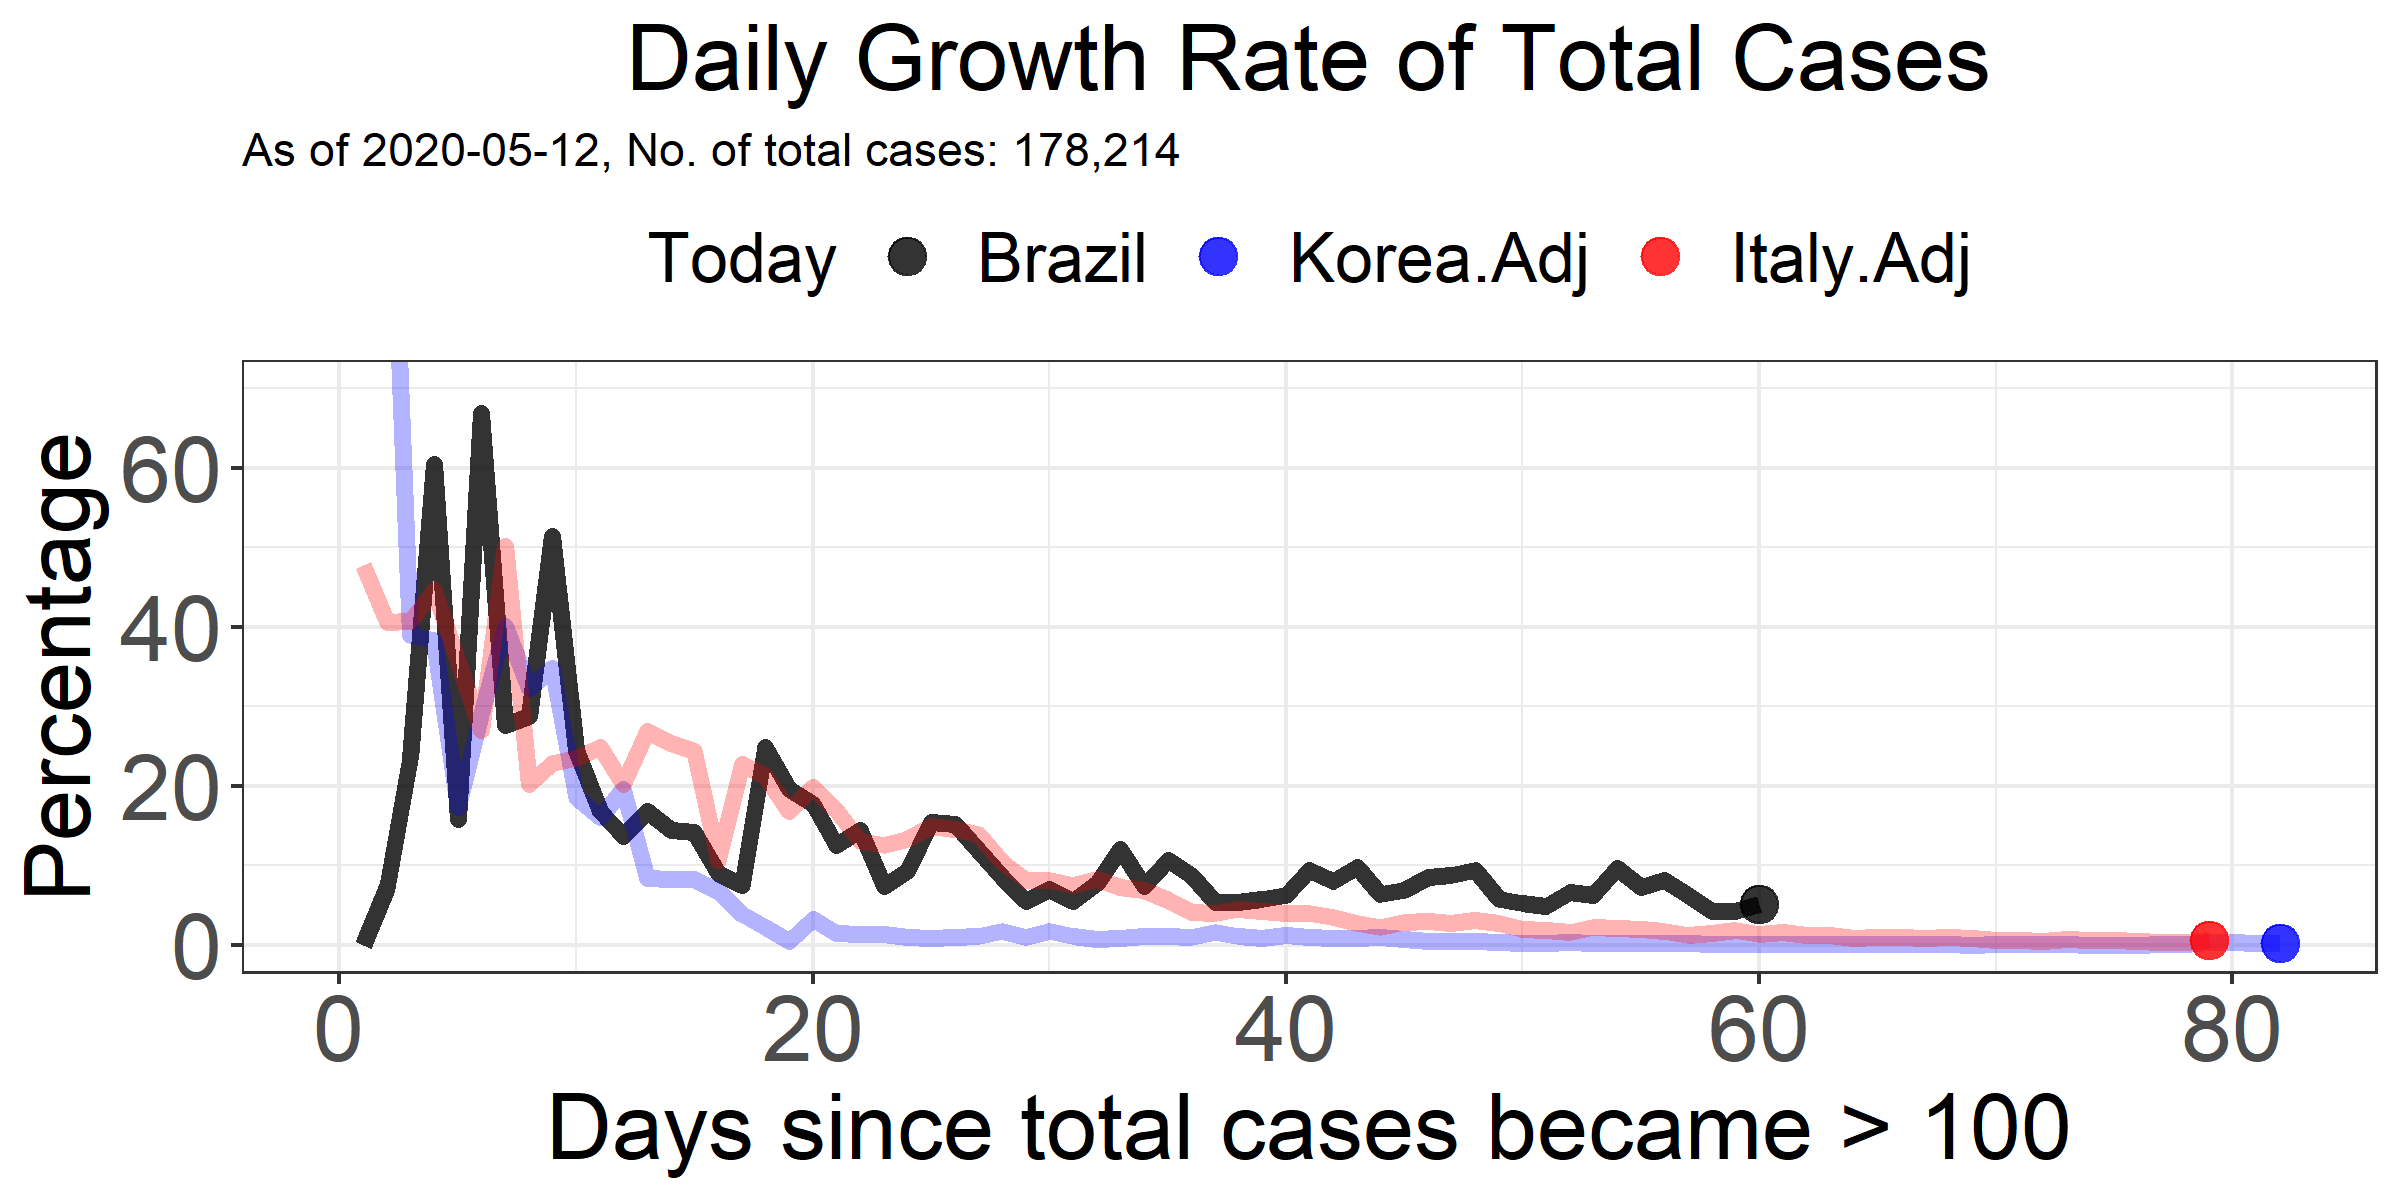 Daily Growth Rate of Total Cases
As of 2020-05-12, No. of total cases: 178,214
Today Brazil Korea.Adj Italy.Adj
Percentage
60
40
20
0
0 20 40 60 80
Days since total cases became > 100